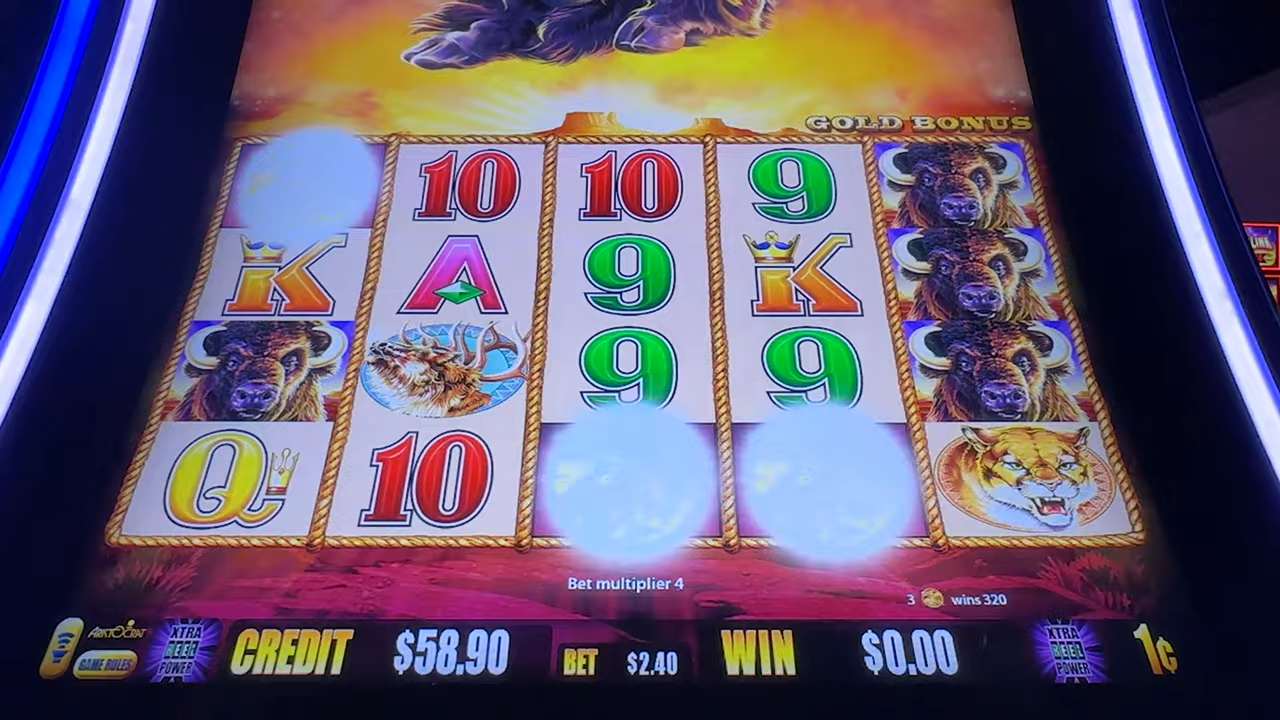 GOLD BONUS
10 10 9
K A 9 K
9 9
Q 10
Bet multiplier 4
3 wins 320
ARISTOCRAT
GAME RULES
XTRA REEL POWER
CREDIT $58.90 BET $2.40 WIN $0.00
XTRA REEL POWER
1¢